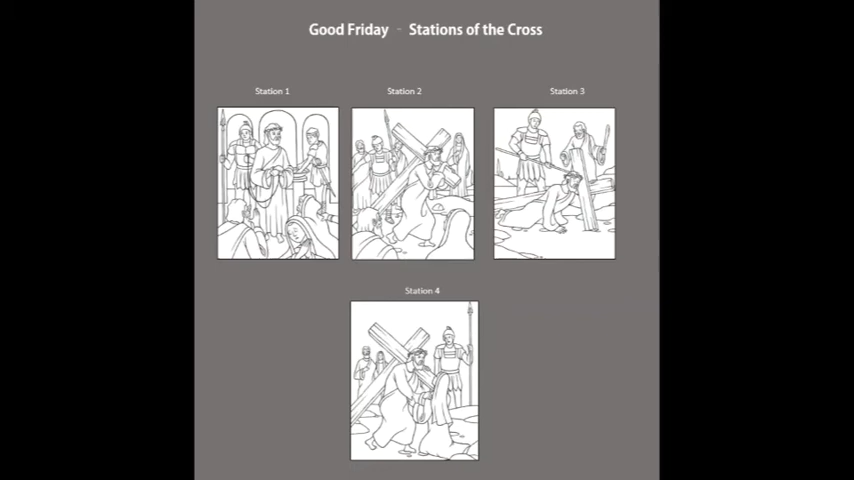 Good Friday - Stations of the Cross
Station 1
Station 2
Station 3
Station 4